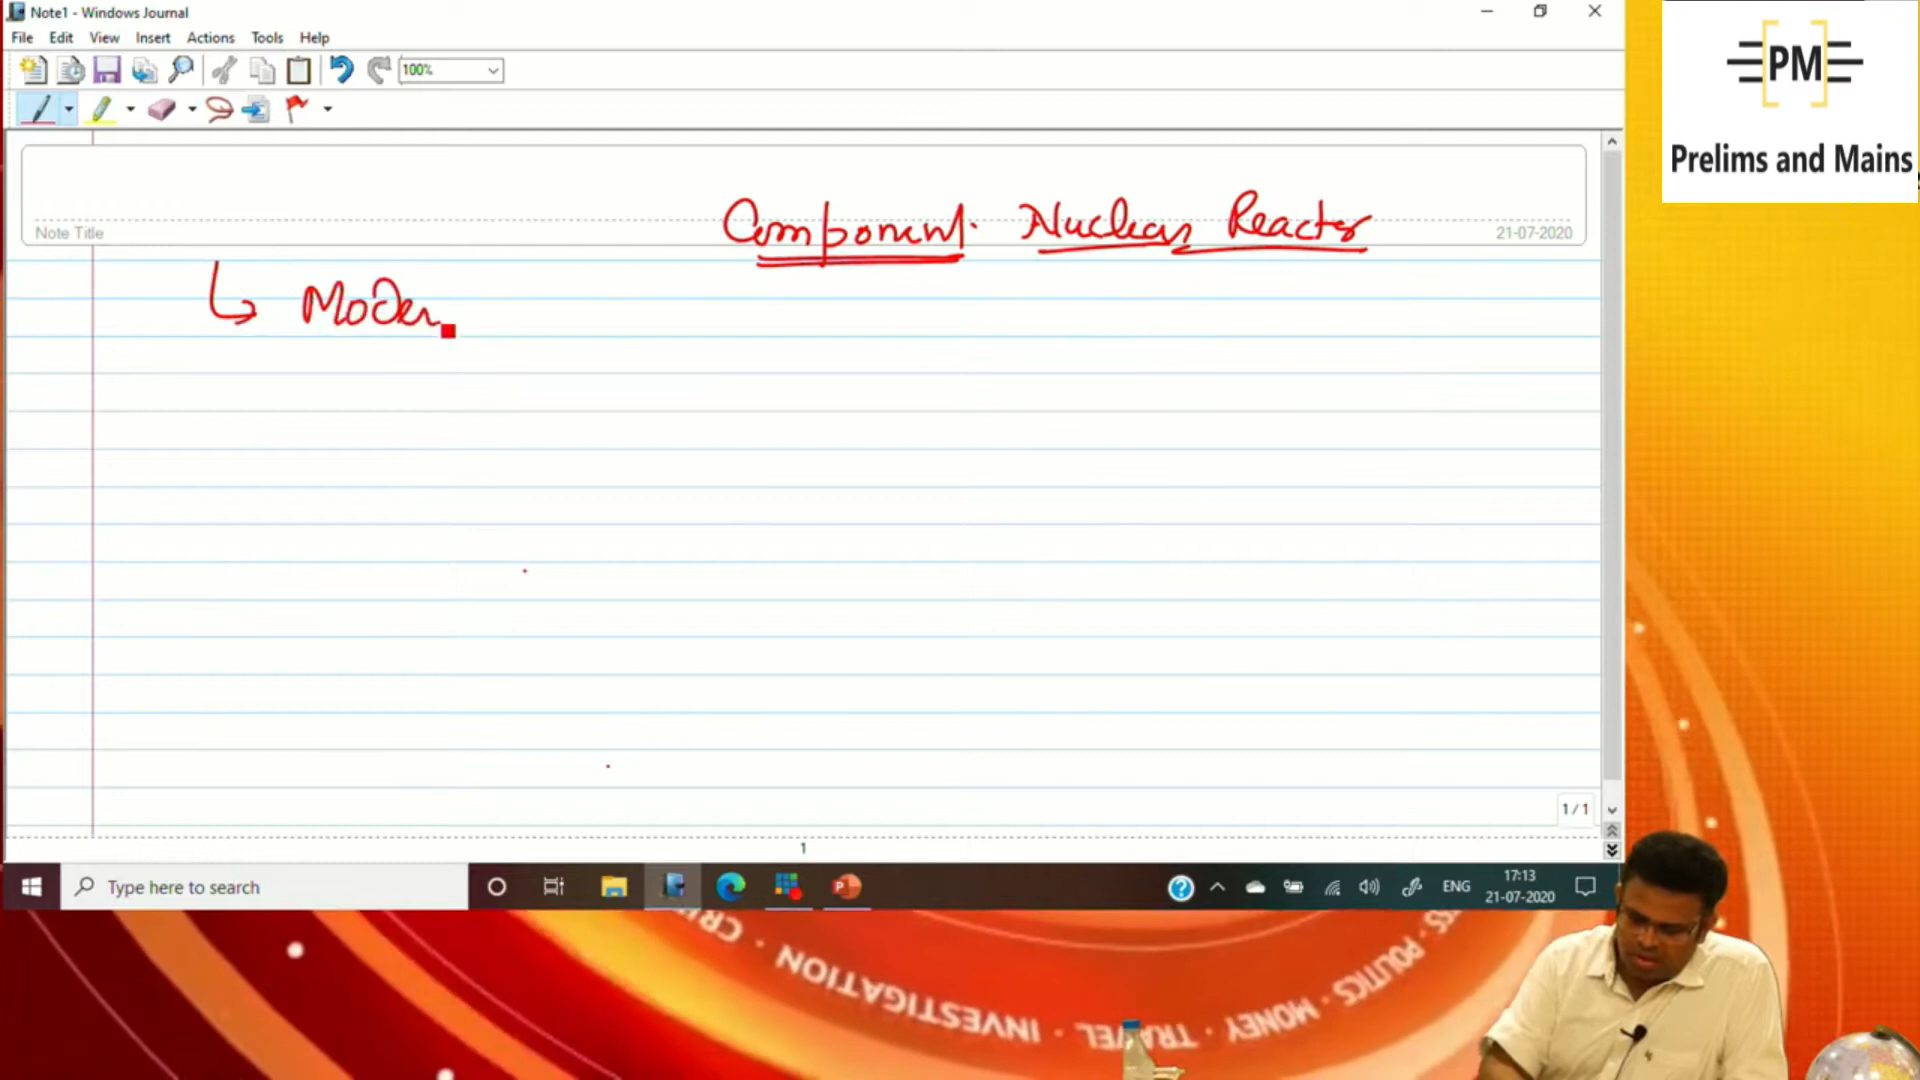 Note1 - Windows Journal
File Edit View Insert Actions Tools Help
100%
PM
Prelims and Mains
Component Nuclear Reactor
Note Title
21-07-2020
Moder
1 / 1
1
Type here to search
ENG
17:13
21-07-2020
INVESTIGATION · TRAVEL · MONEY · POLITICS